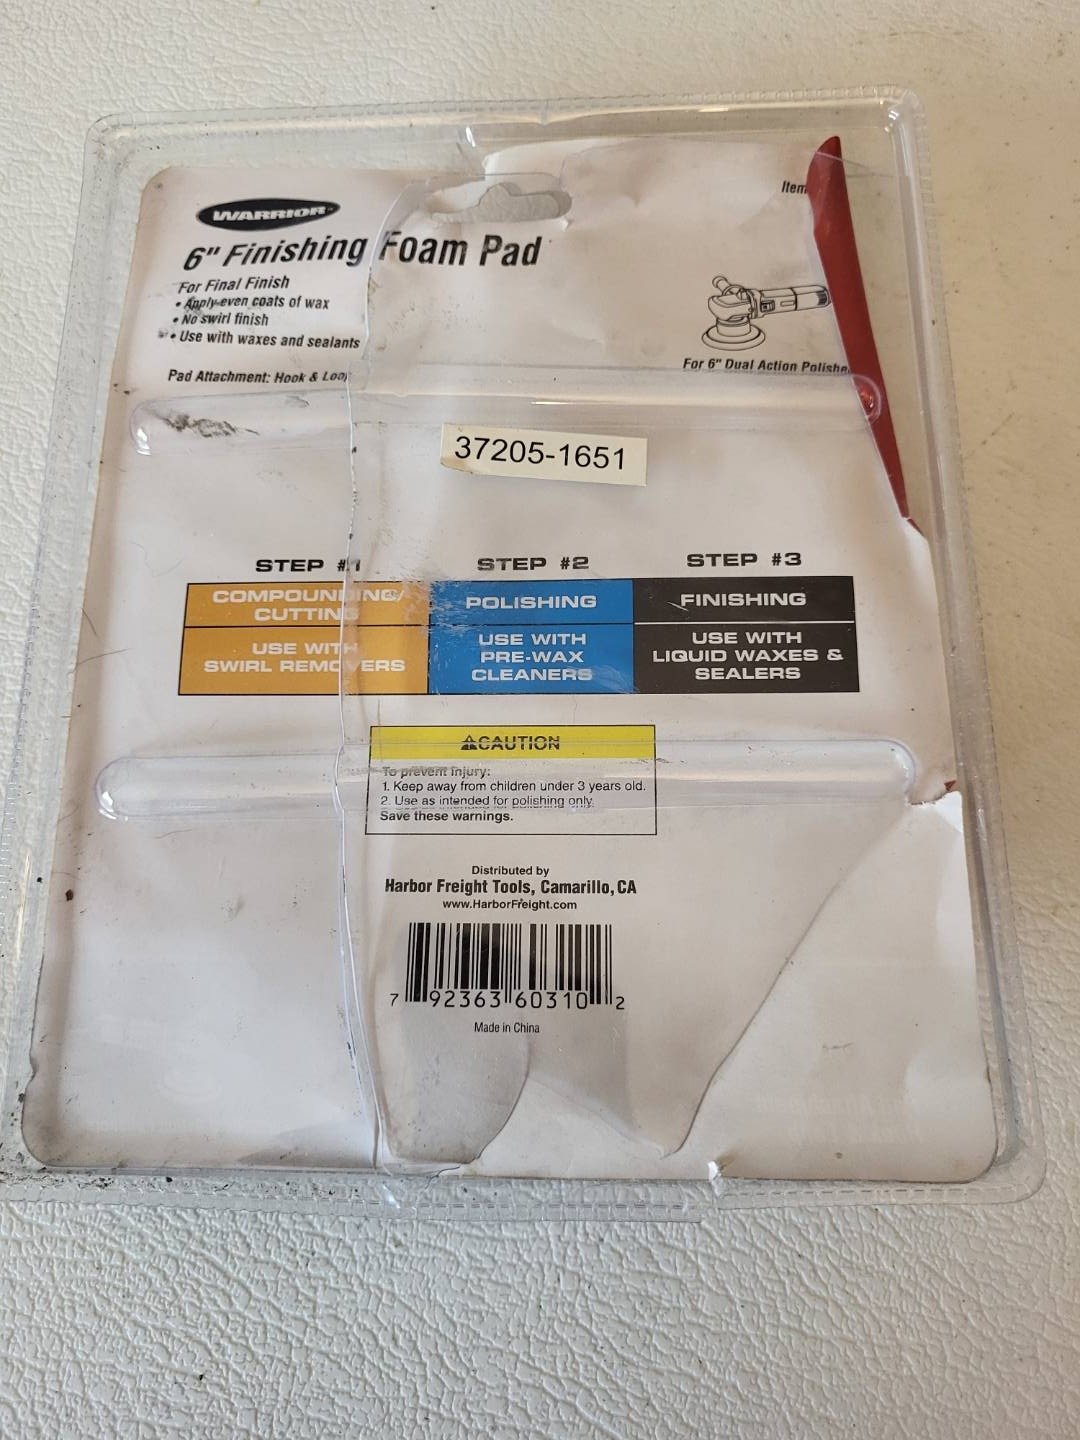 WARRIOR™
Item
6" Finishing Foam Pad
For Final Finish
• Apply even coats of wax
• No swirl finish
• Use with waxes and sealants
Pad Attachment: Hook & Loop
For 6" Dual Action Polishe
37205-1651
STEP #1
STEP #2
STEP #3
COMPOUNDING/
CUTTING
POLISHING
FINISHING
USE WITH
SWIRL REMOVERS
USE WITH
PRE-WAX
CLEANERS
USE WITH
LIQUID WAXES &
SEALERS
⚠CAUTION
To prevent injury:
1. Keep away from children under 3 years old.
2. Use as intended for polishing only.
Save these warnings.
Distributed by
Harbor Freight Tools, Camarillo, CA
www.HarborFreight.com
7 92363 60310 2
Made in China